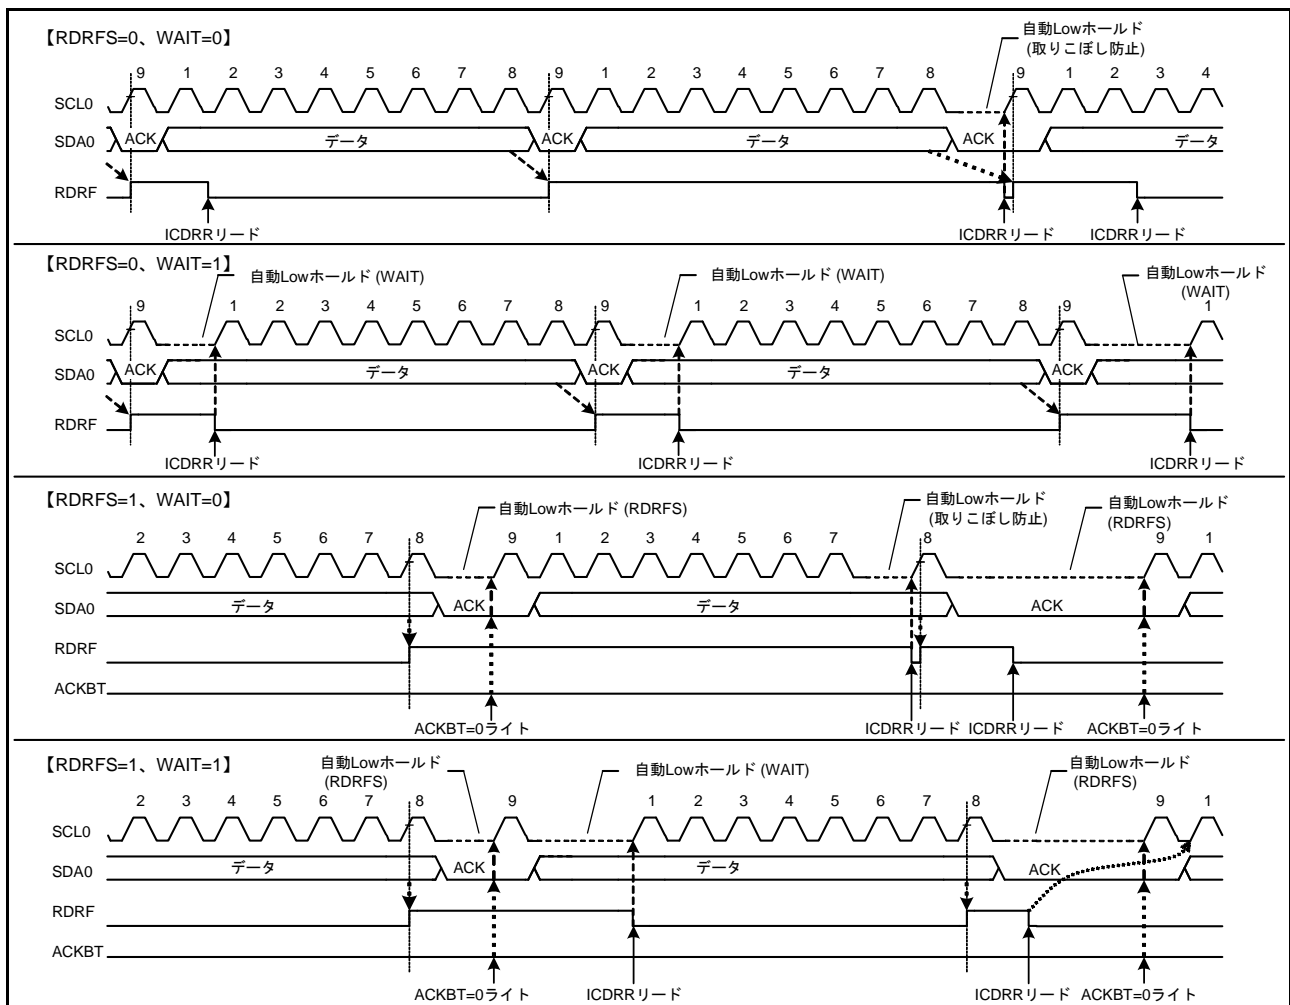 【RDRFS=0、WAIT=0】
自動Lowホールド
(取りこぼし防止)
9 1 2 3 4 5 6 7 8 9 1 2 3 4 5 6 7 8 9 1 2 3 4
SCL0
SDA0 ACK データ ACK データ ACK データ
RDRF
ICDRRリード ICDRRリード ICDRRリード
【RDRFS=0、WAIT=1】
自動Lowホールド (WAIT) 自動Lowホールド (WAIT) 自動Lowホールド
(WAIT)
9 1 2 3 4 5 6 7 8 9 1 2 3 4 5 6 7 8 9 1
SCL0
SDA0 ACK データ ACK データ ACK
RDRF
ICDRRリード ICDRRリード ICDRRリード
【RDRFS=1、WAIT=0】
自動Lowホールド (RDRFS) 自動Lowホールド
(取りこぼし防止) 自動Lowホールド
(RDRFS)
2 3 4 5 6 7 8 9 1 2 3 4 5 6 7 8 9 1
SCL0
SDA0 データ ACK データ ACK
RDRF
ACKBT
ACKBT=0ライト ICDRRリード ICDRRリード ACKBT=0ライト
【RDRFS=1、WAIT=1】
自動Lowホールド
(RDRFS) 自動Lowホールド (WAIT) 自動Lowホールド
(RDRFS)
2 3 4 5 6 7 8 9 1 2 3 4 5 6 7 8 9 1
SCL0
SDA0 データ ACK データ ACK
RDRF
ACKBT
ACKBT=0ライト ICDRRリード ICDRRリード ACKBT=0ライト